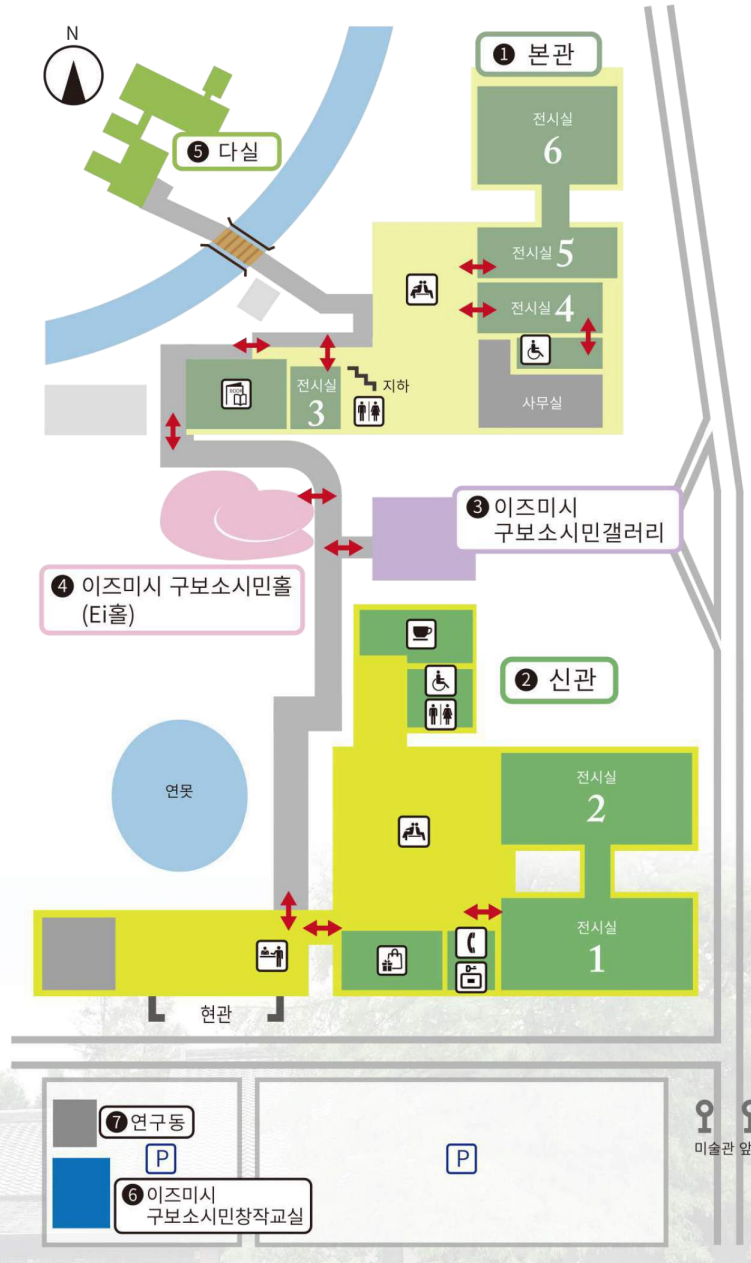 N
❶ 본관
전시실
6
❺ 다실
전시실 5
전시실 4
사무실
전시실
3
지하
BOOK
❸ 이즈미시
구보소시민갤러리
❹ 이즈미시 구보소시민홀
(Ei홀)
❷ 신관
연못
전시실
2
전시실
1
현관
❼ 연구동
P
❻ 이즈미시
구보소시민창작교실
P
미술관 앞